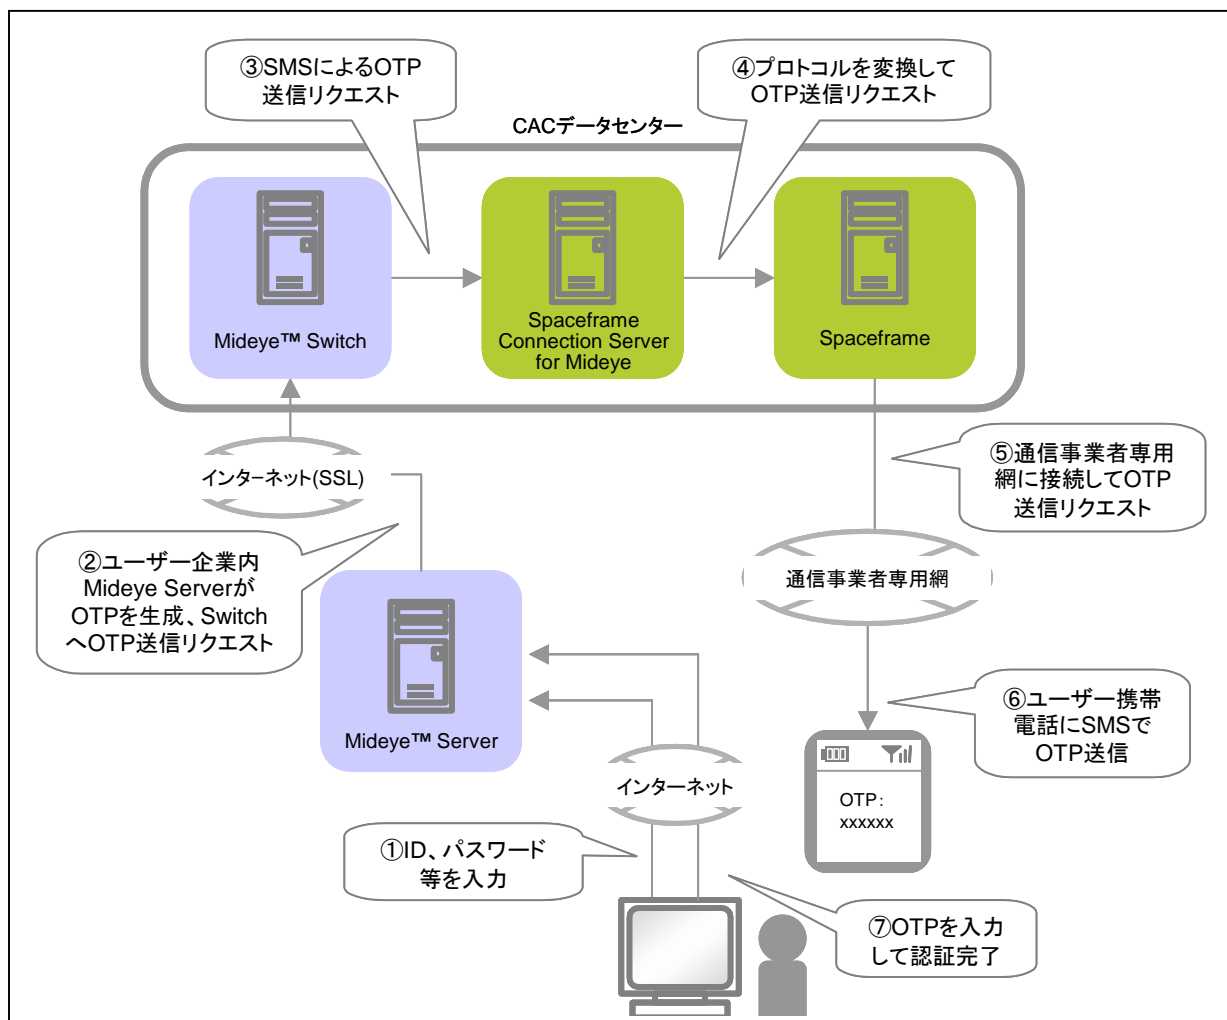 ③SMSによるOTP
送信リクエスト
④プロトコルを変換して
OTP送信リクエスト
CACデータセンター
Mideye™ Switch
Spaceframe
Connection Server
for Mideye
Spaceframe
インターネット(SSL)
⑤通信事業者専用
網に接続してOTP
送信リクエスト
②ユーザー企業内
Mideye Serverが
OTPを生成、Switch
へOTP送信リクエスト
通信事業者専用網
Mideye™ Server
⑥ユーザー携帯
電話にSMSで
OTP送信
インターネット
OTP：
xxxxxx
①ID、パスワード
等を入力
⑦OTPを入力
して認証完了